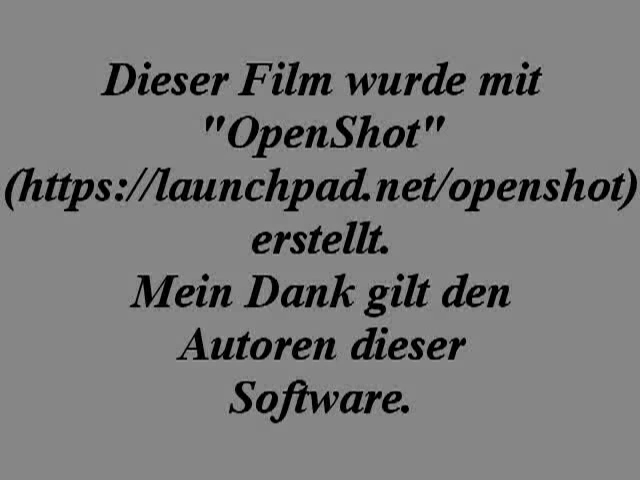 Dieser Film wurde mit
"OpenShot"
(https://launchpad.net/openshot)
erstellt.
Mein Dank gilt den
Autoren dieser
Software.